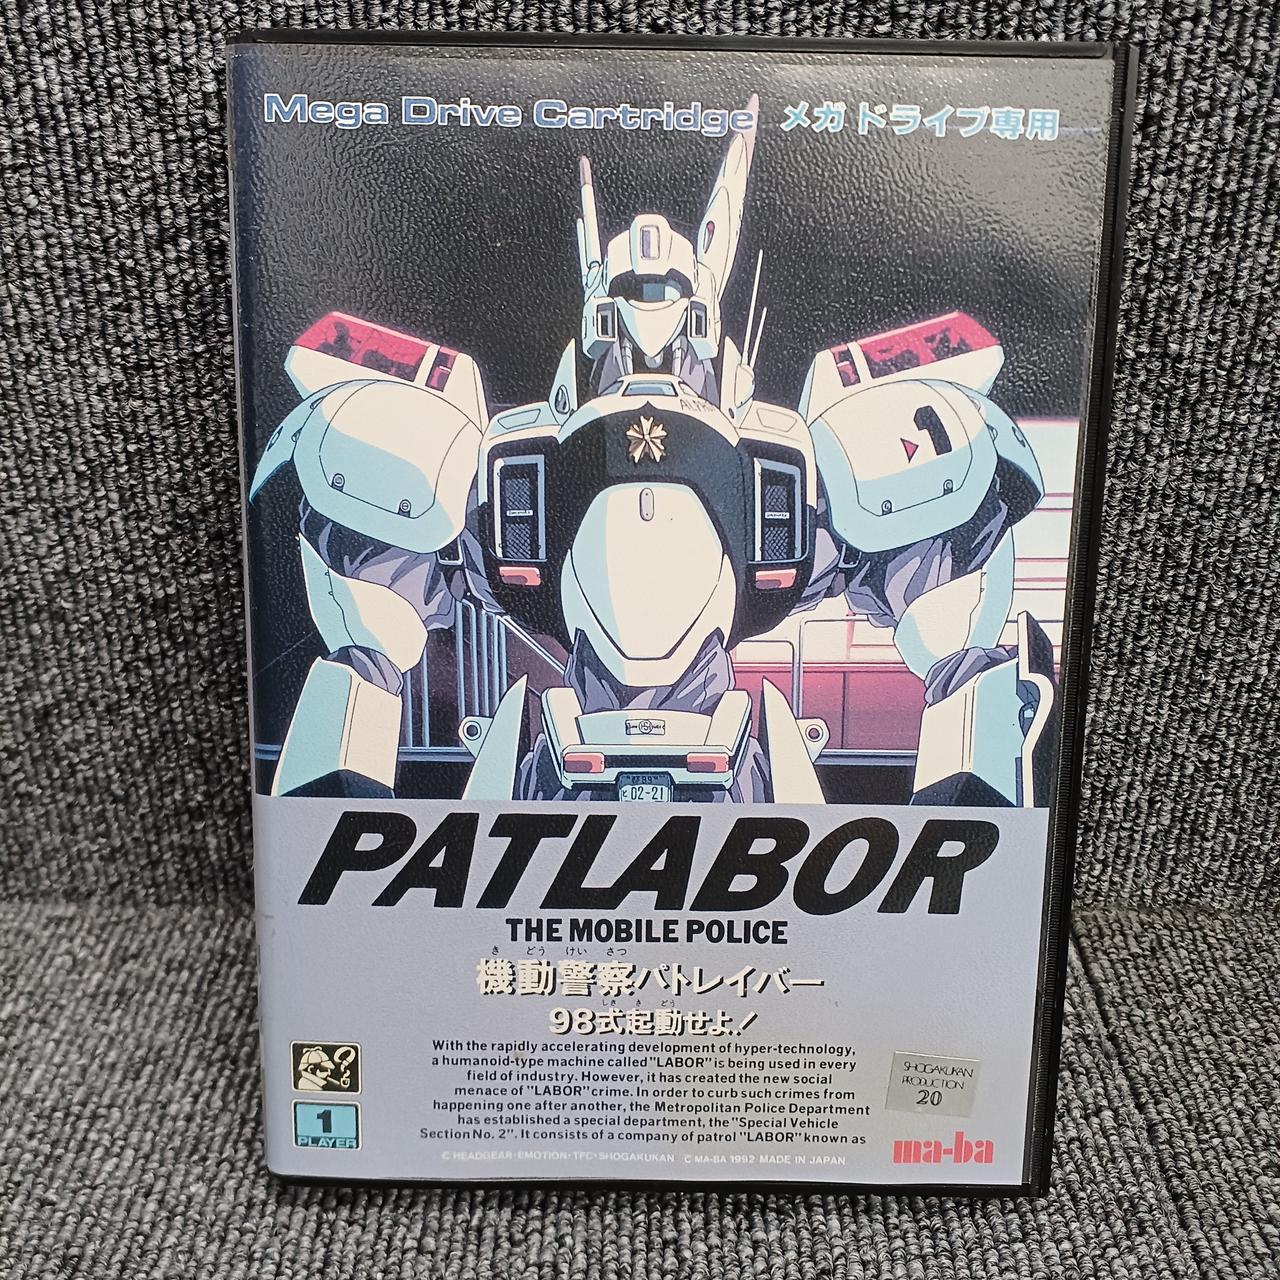 Mega Drive Cartridge メガドライブ専用
1
02-21
PATLABOR
THE MOBILE POLICE
き どう けい さつ
機動警察パトレイバー
しき き どう
98式起動せよ!
With the rapidly accelerating development of hyper-technology,
a humanoid-type machine called "LABOR" is being used in every
field of industry. However, it has created the new social
menace of "LABOR" crime. In order to curb such crimes from
happening one after another, the Metropolitan Police Department
has established a special department, the "Special Vehicle
Section No. 2". It consists of a company of patrol "LABOR" known as
1
PLAYER
SHOGAKUKAN
PRODUCTION
20
ma-ba
© HEADGEAR・EMOTION・TFC・SHOGAKUKAN © MA-BA 1992 MADE IN JAPAN